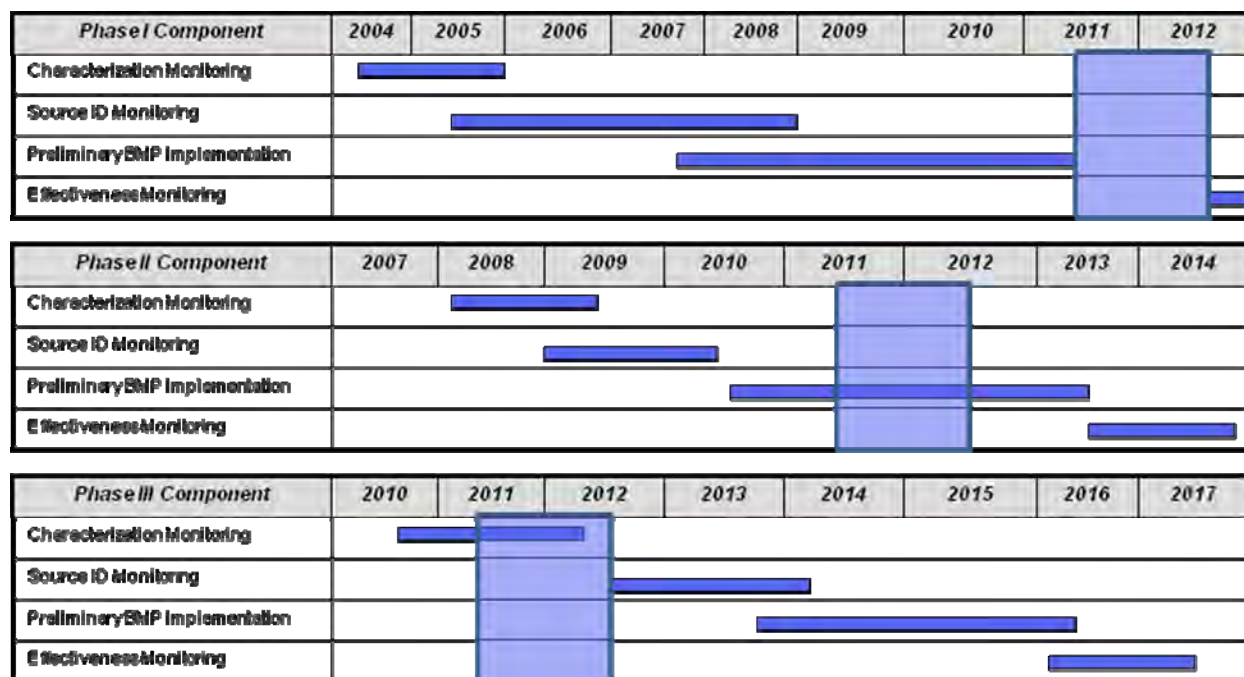 Phase I Component 2004 2005 2006 2007 2008 2009 2010 2011 2012
Characterization Monitoring
Source ID Monitoring
Preliminary BMP Implementation
Effectiveness Monitoring
Phase II Component 2007 2008 2009 2010 2011 2012 2013 2014
Characterization Monitoring
Source ID Monitoring
Preliminary BMP Implementation
Effectiveness Monitoring
Phase III Component 2010 2011 2012 2013 2014 2015 2016 2017
Characterization Monitoring
Source ID Monitoring
Preliminary BMP Implementation
Effectiveness Monitoring